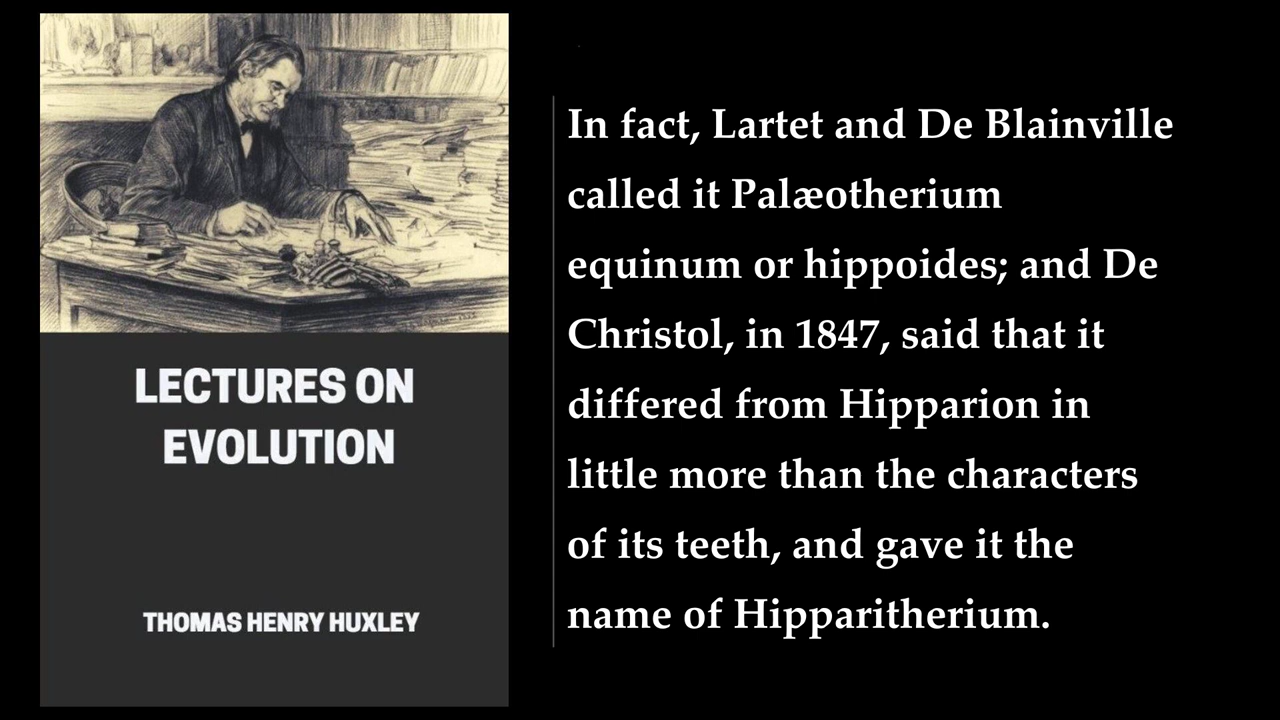 LECTURES ON
EVOLUTION
THOMAS HENRY HUXLEY
In fact, Lartet and De Blainville
called it Palæotherium
equinum or hippoides; and De
Christol, in 1847, said that it
differed from Hipparion in
little more than the characters
of its teeth, and gave it the
name of Hipparitherium.